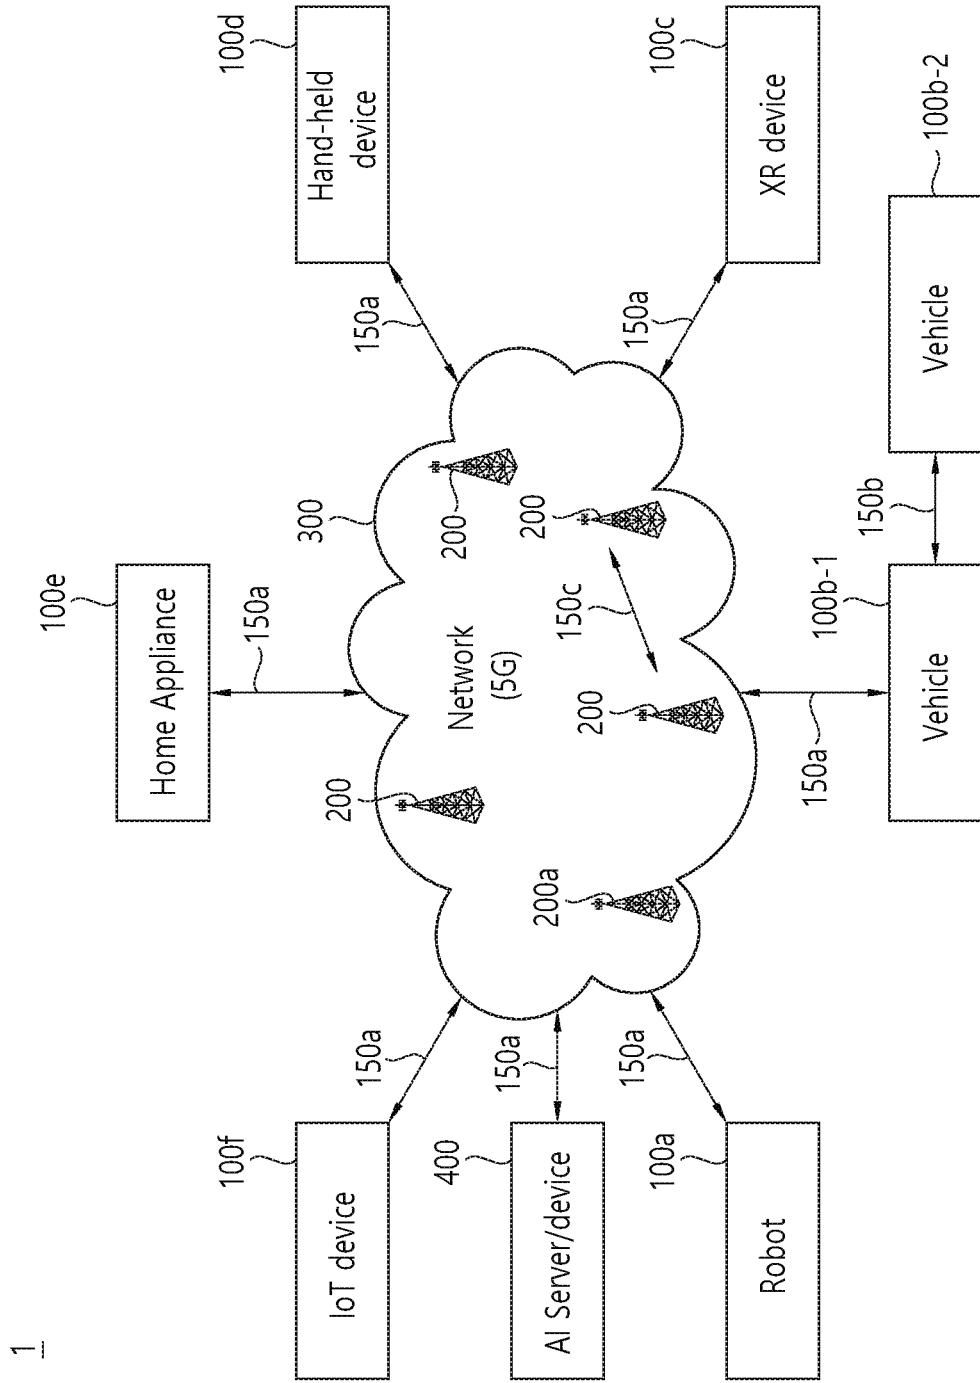 1
IoT device
100f
150a
AI Server/device
400
150a
Robot
100a
150a
Home Appliance
100e
150a
300
Network
(5G)
200
200
200
200
200a
150c
Hand-held
device
100d
150a
XR device
100c
150a
150a
Vehicle
100b-1
150b
Vehicle
100b-2